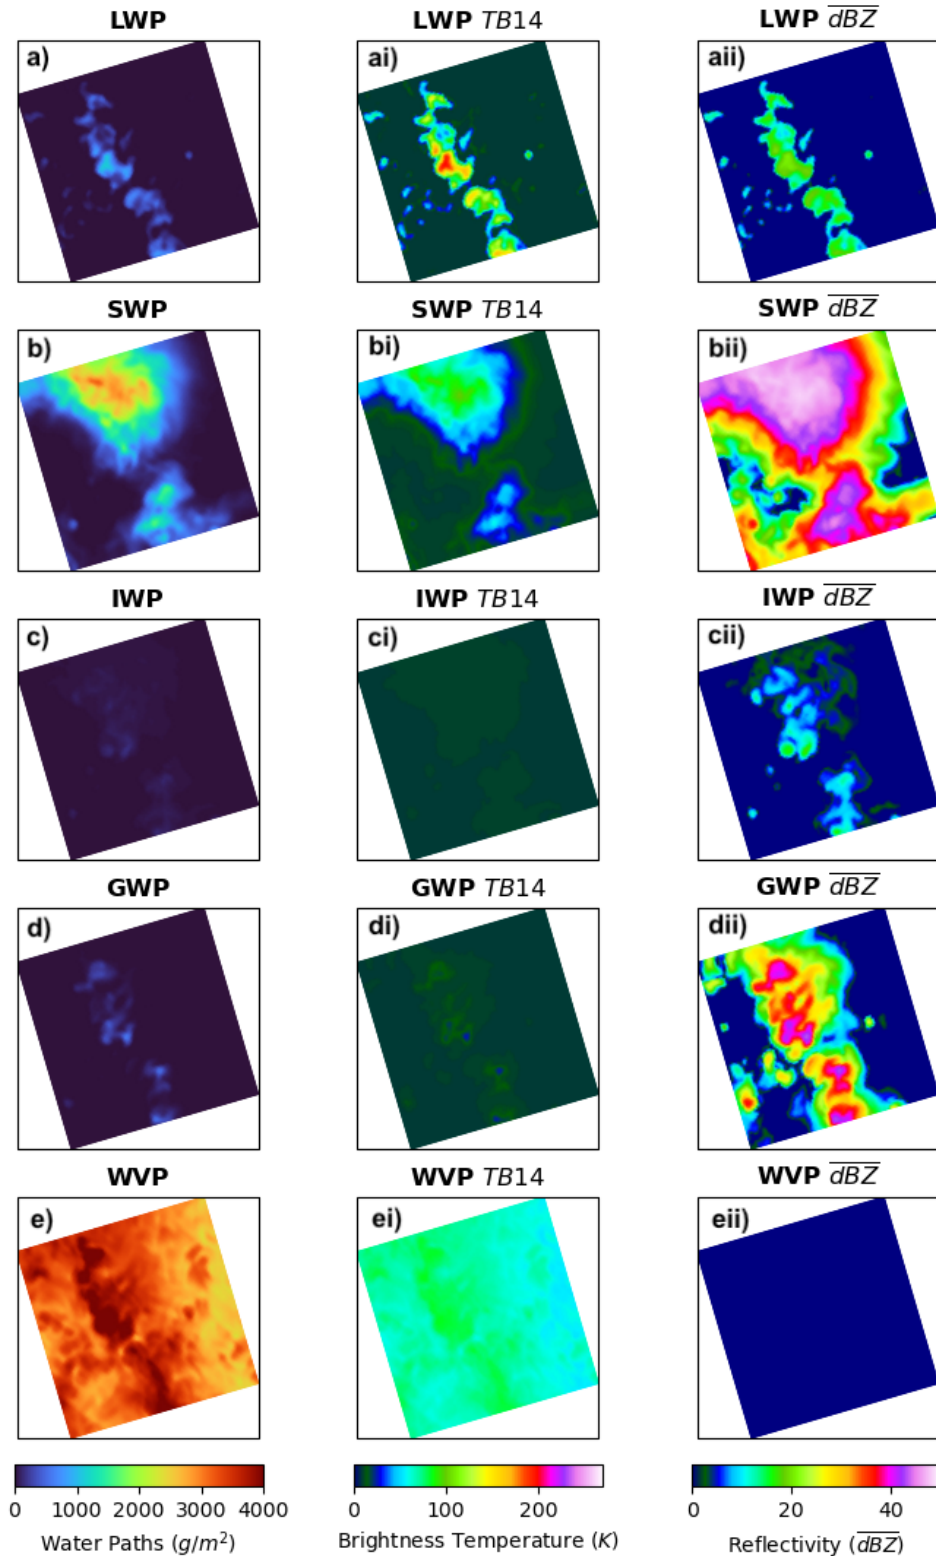 LWP LWP TB14 LWP dBZ
a) ai) aii)
SWP SWP TB14 SWP dBZ
b) bi) bii)
IWP IWP TB14 IWP dBZ
c) ci) cii)
GWP GWP TB14 GWP dBZ
d) di) dii)
WVP WVP TB14 WVP dBZ
e) ei) eii)
0 1000 2000 3000 4000 0 100 200 0 20 40
Water Paths (g/m²) Brightness Temperature (K) Reflectivity (dBZ)